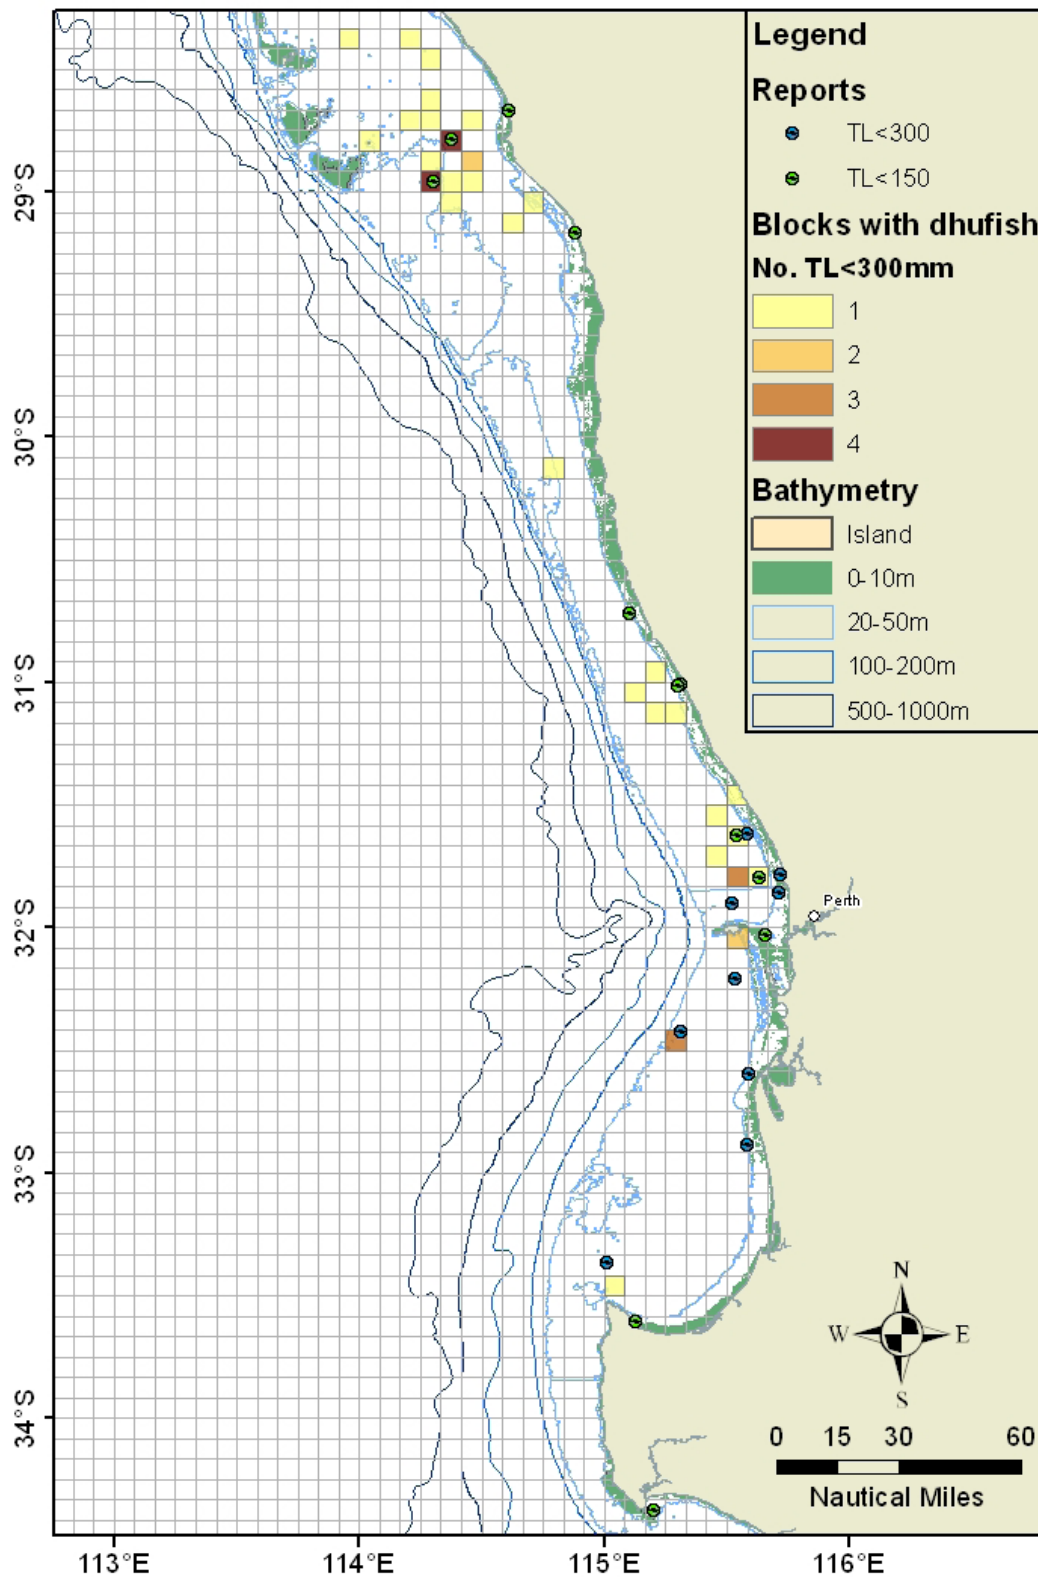 Legend
Reports
TL<300
TL<150
Blocks with dhufish
No. TL<300mm
1
2
3
4
Bathymetry
Island
0-10m
20-50m
100-200m
500-1000m
29°S
30°S
31°S
32°S
33°S
34°S
Perth
N
W E
S
0 15 30 60
Nautical Miles
113°E 114°E 115°E 116°E